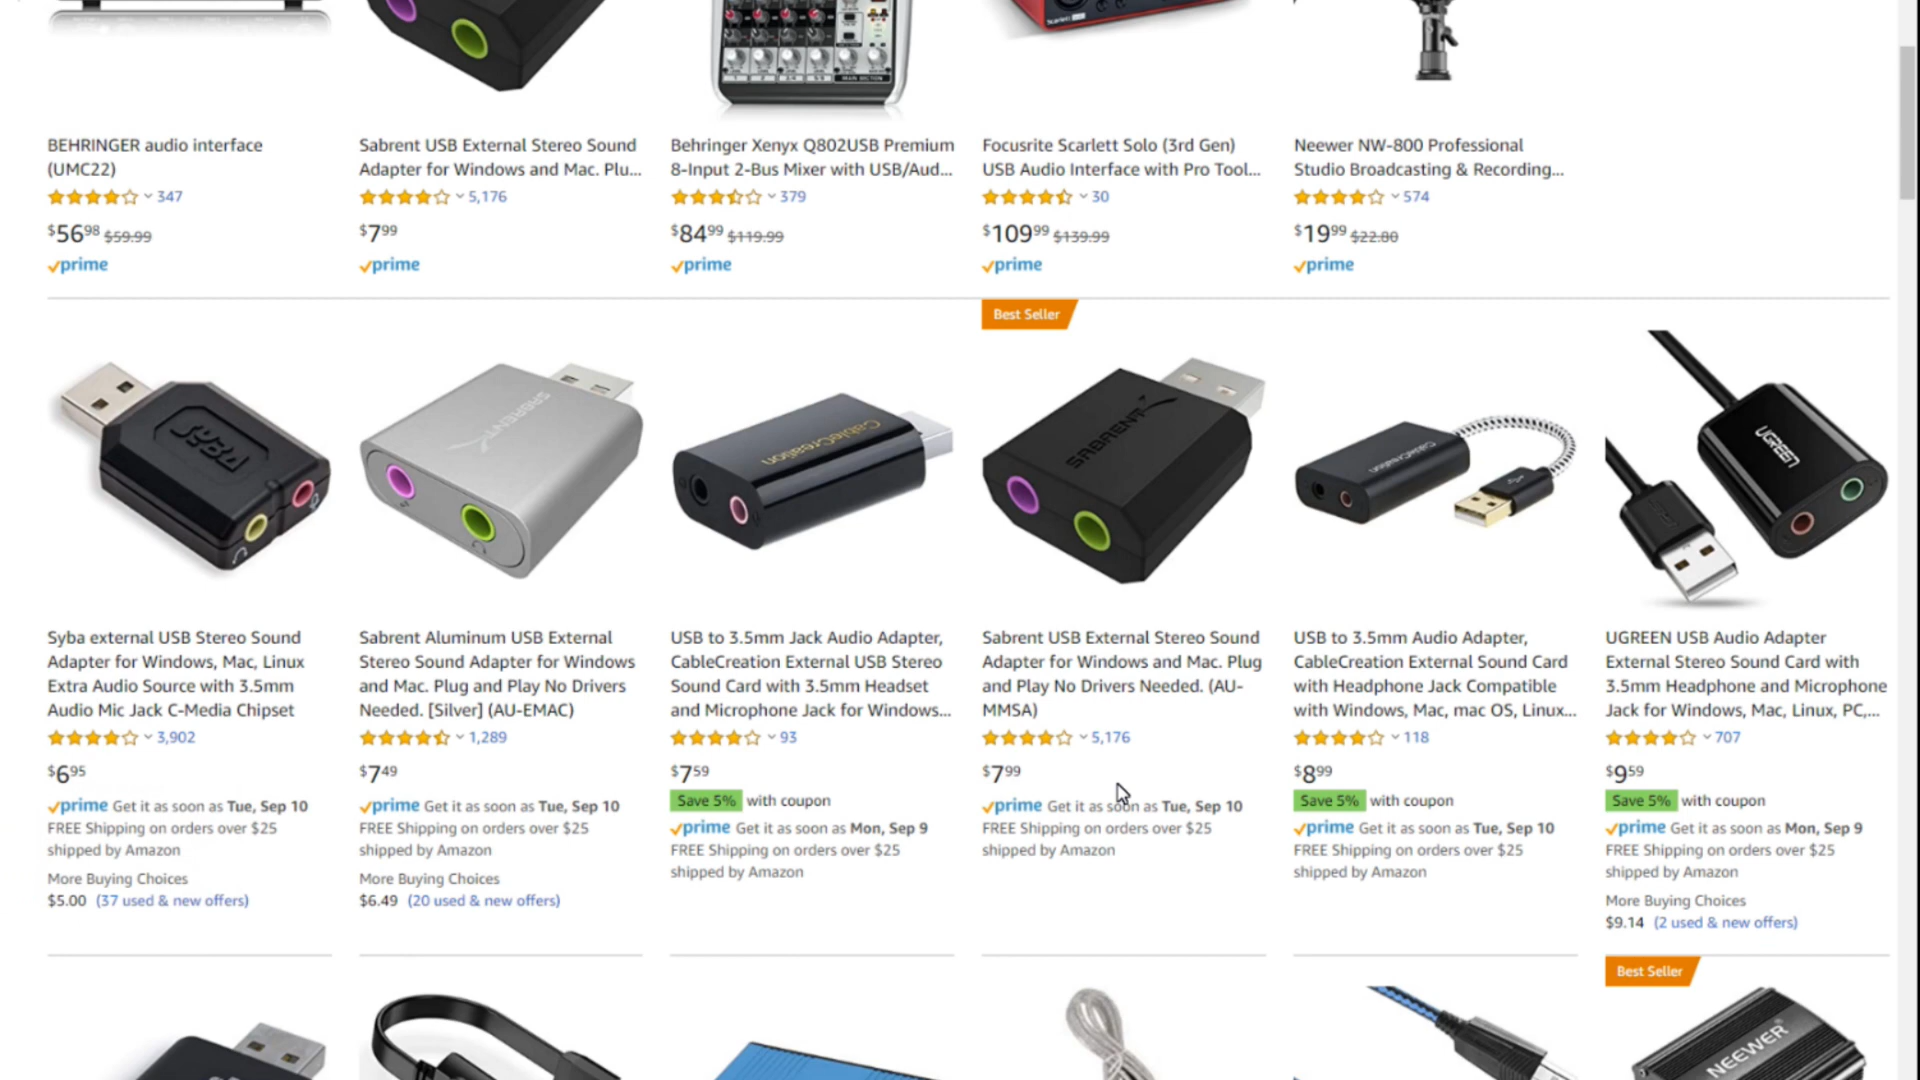 Scarlett
MAIN SECTION
BEHRINGER audio interface
(UMC22)
347
$56 98 $59.99
prime
Sabrent USB External Stereo Sound
Adapter for Windows and Mac. Plu...
5,176
$7 99
prime
Behringer Xenyx Q802USB Premium
8-Input 2-Bus Mixer with USB/Aud...
379
$84 99 $119.99
prime
Focusrite Scarlett Solo (3rd Gen)
USB Audio Interface with Pro Tool...
30
$109 99 $139.99
prime
Neewer NW-800 Professional
Studio Broadcasting & Recording...
574
$19 99 $22.80
prime
SYBA
Syba external USB Stereo Sound
Adapter for Windows, Mac, Linux
Extra Audio Source with 3.5mm
Audio Mic Jack C-Media Chipset
3,902
$6 95
prime Get it as soon as Tue, Sep 10
FREE Shipping on orders over $25
shipped by Amazon
More Buying Choices
$5.00 (37 used & new offers)
SABRENT
Sabrent Aluminum USB External
Stereo Sound Adapter for Windows
and Mac. Plug and Play No Drivers
Needed. [Silver] (AU-EMAC)
1,289
$7 49
prime Get it as soon as Tue, Sep 10
FREE Shipping on orders over $25
shipped by Amazon
More Buying Choices
$6.49 (20 used & new offers)
CableCreation
USB to 3.5mm Jack Audio Adapter,
CableCreation External USB Stereo
Sound Card with 3.5mm Headset
and Microphone Jack for Windows...
93
$7 59
Save 5% with coupon
prime Get it as soon as Mon, Sep 9
FREE Shipping on orders over $25
shipped by Amazon
Best Seller
SABRENT
Sabrent USB External Stereo Sound
Adapter for Windows and Mac. Plug
and Play No Drivers Needed. (AU-
MMSA)
5,176
$7 99
prime Get it as soon as Tue, Sep 10
FREE Shipping on orders over $25
shipped by Amazon
CableCreation
USB to 3.5mm Audio Adapter,
CableCreation External Sound Card
with Headphone Jack Compatible
with Windows, Mac, mac OS, Linux...
118
$8 99
Save 5% with coupon
prime Get it as soon as Tue, Sep 10
FREE Shipping on orders over $25
shipped by Amazon
UGREEN
UGREEN USB Audio Adapter
External Stereo Sound Card with
3.5mm Headphone and Microphone
Jack for Windows, Mac, Linux, PC,...
707
$9 59
Save 5% with coupon
prime Get it as soon as Mon, Sep 9
FREE Shipping on orders over $25
shipped by Amazon
More Buying Choices
$9.14 (2 used & new offers)
Best Seller
NEEWER